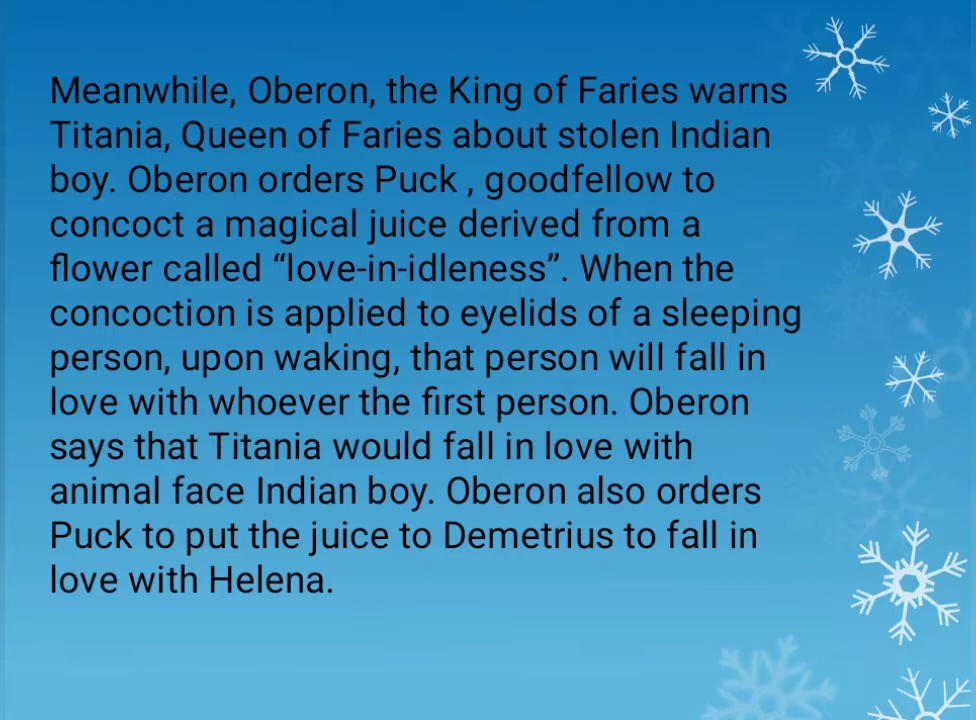 Meanwhile, Oberon, the King of Faries warns
Titania, Queen of Faries about stolen Indian
boy. Oberon orders Puck , goodfellow to
concoct a magical juice derived from a
flower called “love-in-idleness”. When the
concoction is applied to eyelids of a sleeping
person, upon waking, that person will fall in
love with whoever the first person. Oberon
says that Titania would fall in love with
animal face Indian boy. Oberon also orders
Puck to put the juice to Demetrius to fall in
love with Helena.